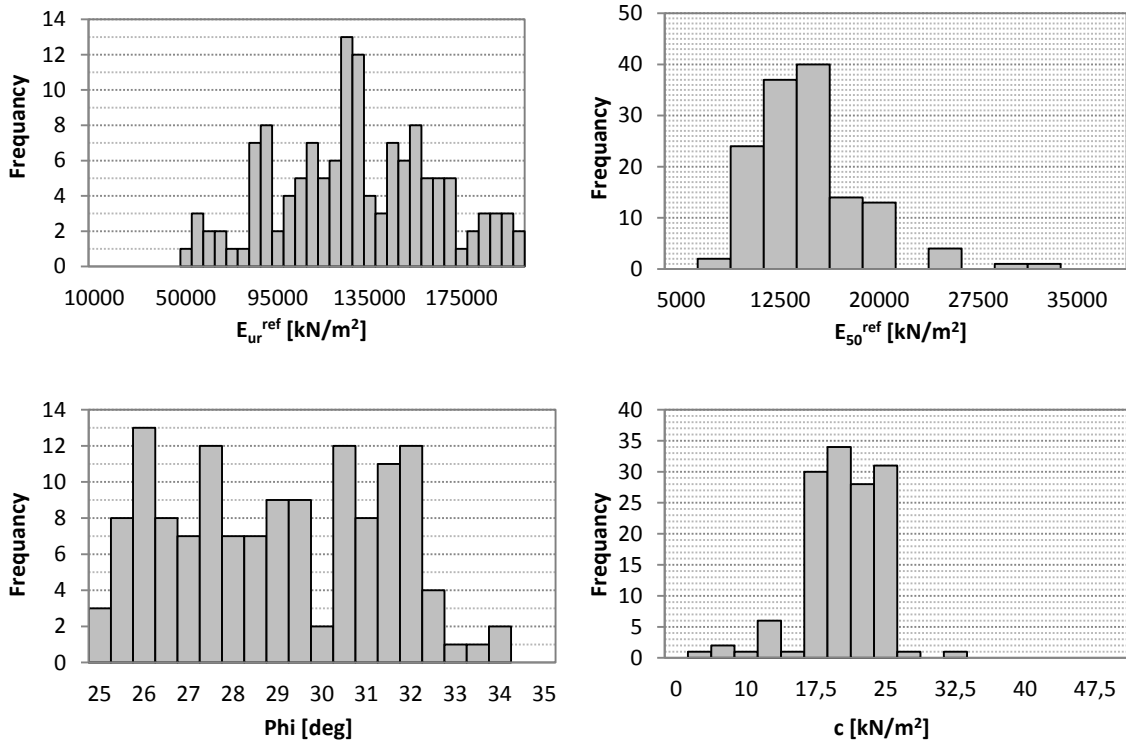 14
12
10
8
6
4
2
0
Frequancy
10000 50000 95000 135000 175000
E_ur^ref [kN/m²]
50
40
30
20
10
0
Frequancy
5000 12500 20000 27500 35000
E_50^ref [kN/m²]
14
12
10
8
6
4
2
0
Frequancy
25 26 27 28 29 30 31 32 33 34 35
Phi [deg]
40
35
30
25
20
15
10
5
0
Frequancy
0 10 17,5 25 32,5 40 47,5
c [kN/m²]